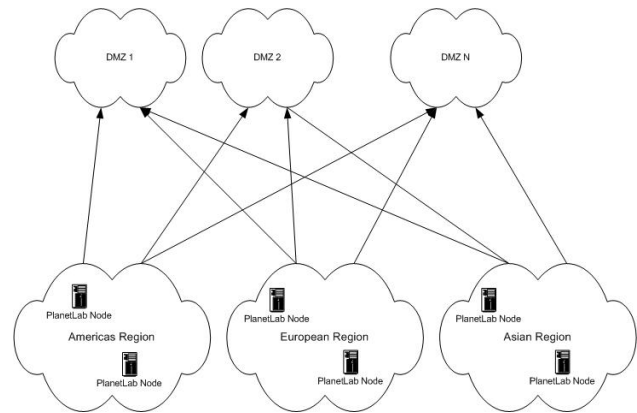 DMZ 1
DMZ 2
DMZ N
PlanetLab Node
Americas Region
PlanetLab Node
PlanetLab Node
European Region
PlanetLab Node
PlanetLab Node
Asian Region
PlanetLab Node